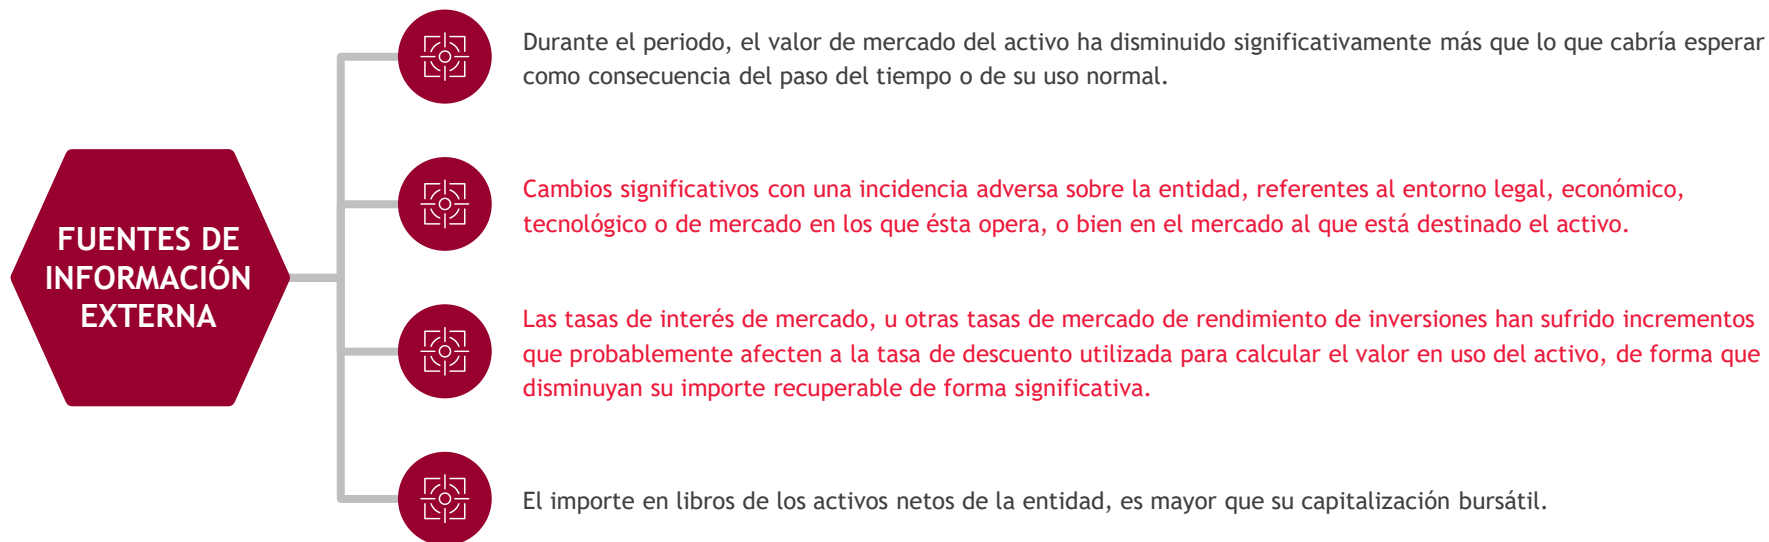 FUENTES DE
INFORMACIÓN
EXTERNA
Durante el periodo, el valor de mercado del activo ha disminuido significativamente más que lo que cabría esperar
como consecuencia del paso del tiempo o de su uso normal.
Cambios significativos con una incidencia adversa sobre la entidad, referentes al entorno legal, económico,
tecnológico o de mercado en los que ésta opera, o bien en el mercado al que está destinado el activo.
Las tasas de interés de mercado, u otras tasas de mercado de rendimiento de inversiones han sufrido incrementos
que probablemente afecten a la tasa de descuento utilizada para calcular el valor en uso del activo, de forma que
disminuyan su importe recuperable de forma significativa.
El importe en libros de los activos netos de la entidad, es mayor que su capitalización bursátil.